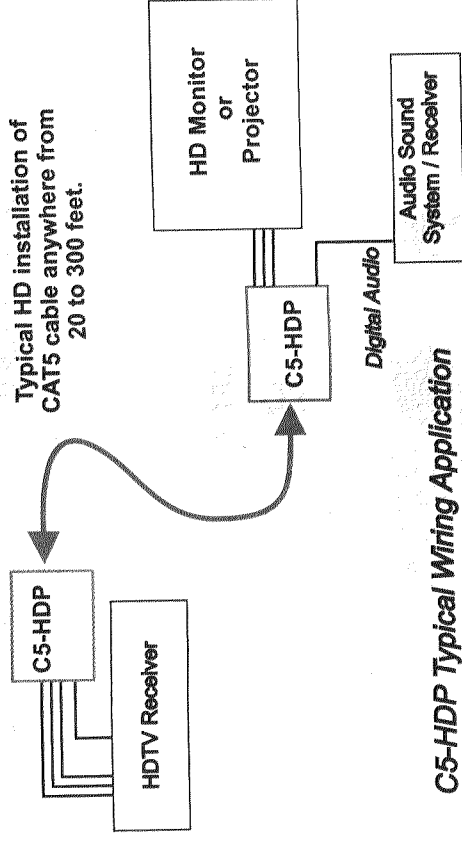 Typical HD installation of
CAT5 cable anywhere from
20 to 300 feet.
C5-HDP
HDTV Receiver
HD Monitor
or
Projector
C5-HDP
Digital Audio
Audio Sound
System / Receiver
C5-HDP Typical Wiring Application